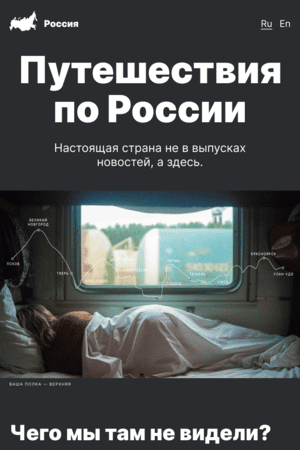 Россия
Ru En
Путешествия
по России
Настоящая страна не в выпусках
новостей, а здесь.
ВЕЛИКИЙ
НОВГОРОД
ПСКОВ
ТВЕРЬ
КРАСНОЯРСК
УЛАН-УДЭ
ВАША ПОЛКА — ВЕРХНЯЯ
Чего мы там не видели?